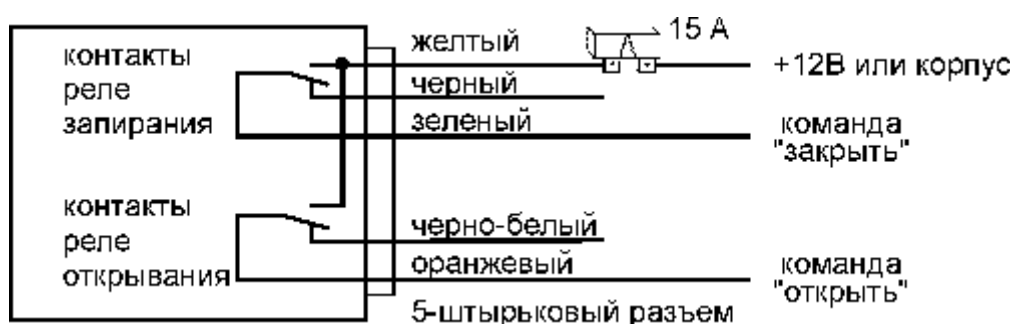 контакты
реле
запирания
желтый
15 А
+12В или корпус
черный
зеленый
команда
"закрыть"
контакты
реле
открывания
черно-белый
оранжевый
команда
"открыть"
5-штырьковый разъем